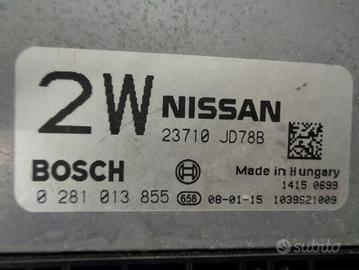 2W NISSAN
23710 JD78B
BOSCH
Made in Hungary
1415 0699
0 281 013 855 658 08-01-15 1039S21009
subito